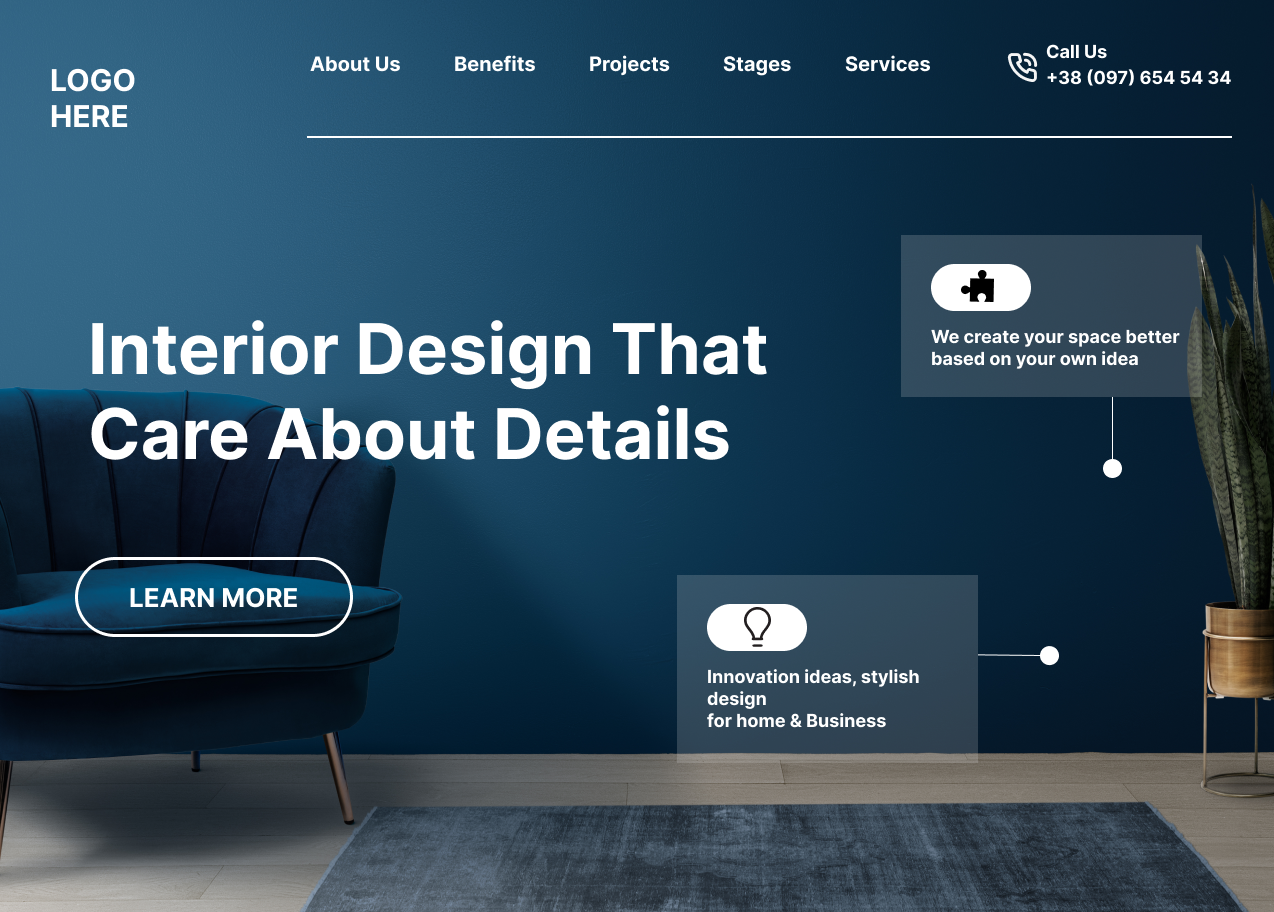 LOGO
HERE
About Us
Benefits
Projects
Stages
Services
Call Us
+38 (097) 654 54 34
We create your space better
based on your own idea
Interior Design That
Care About Details
LEARN MORE
Innovation ideas, stylish
design
for home & Business